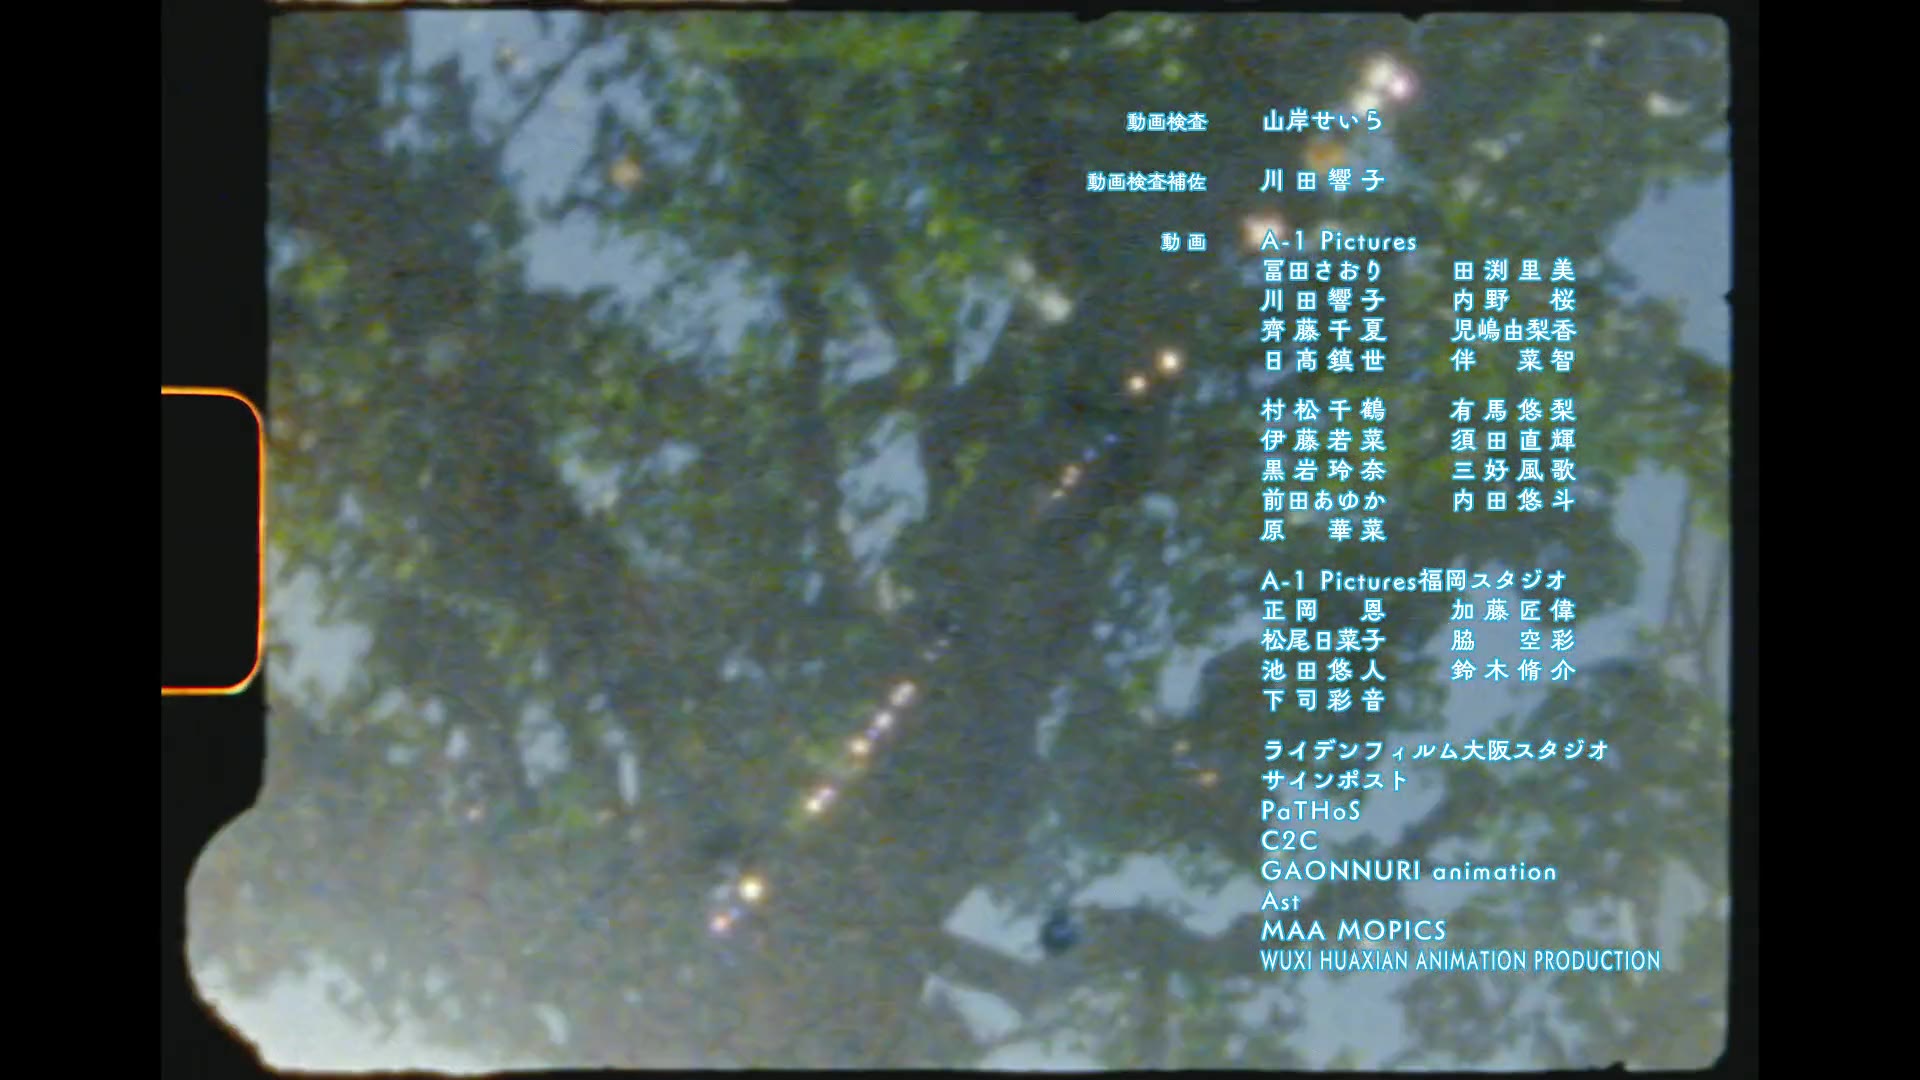 動画検査 山岸せいら
動画検査補佐 川田響子
動画 A-1 Pictures
冨田さおり 田渕里美
川田響子 内野 桜
齊藤千夏 児嶋由梨香
日髙鎮世 伴 菜智
村松千鶴 有馬悠梨
伊藤若菜 須田直輝
黒岩玲奈 三好風歌
前田あゆか 内田悠斗
原 華菜
A-1 Pictures福岡スタジオ
正岡 恩 加藤匠偉
松尾日菜子 脇 空彩
池田悠人 鈴木脩介
下司彩音
ライデンフィルム大阪スタジオ
サインポスト
PaTHoS
C2C
GAONNURI animation
Ast
MAA MOPICS
WUXI HUAXIAN ANIMATION PRODUCTION